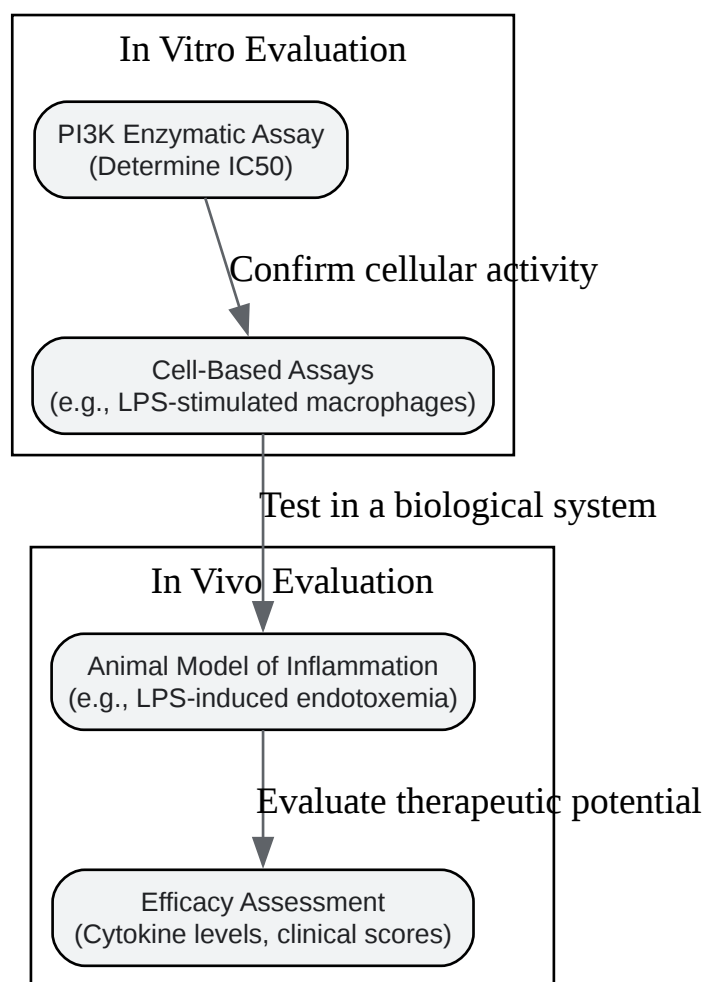 In Vitro Evaluation
PI3K Enzymatic Assay
(Determine IC50)
Confirm cellular activity
Cell-Based Assays
(e.g., LPS-stimulated macrophages)
Test in a biological system
In Vivo Evaluation
Animal Model of Inflammation
(e.g., LPS-induced endotoxemia)
Evaluate therapeutic potential
Efficacy Assessment
(Cytokine levels, clinical scores)